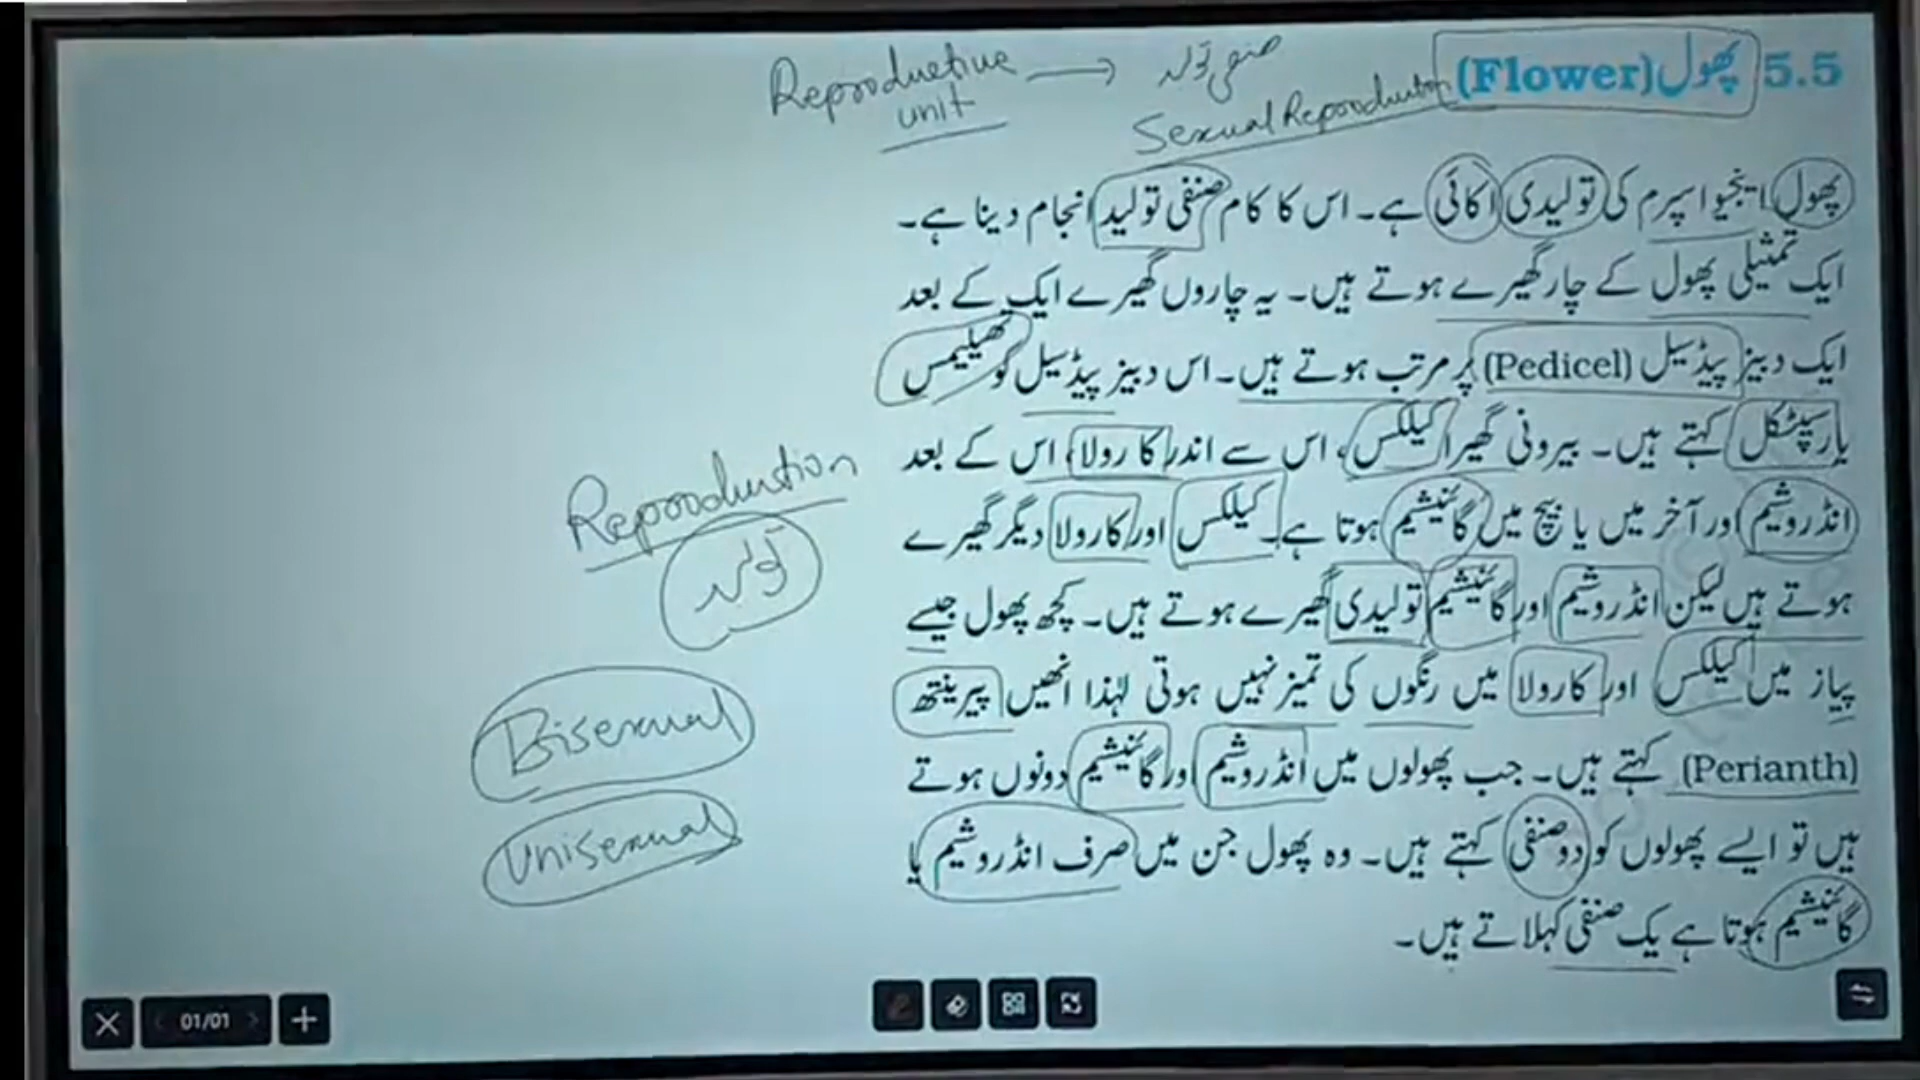 Reproductive → صنفی تولید
unit
Sexual Reproduction
5.5 پھول (Flower)
پھول اینجیو اسپرم کی تولیدی اکائی ہے۔ اس کا کام صنفی تولید انجام دینا ہے۔
ایک تمثیلی پھول کے چار گھیرے ہوتے ہیں۔ یہ چاروں گھیرے ایک کے بعد
ایک دبیز پیڈسیل (Pedicel) پر مرتب ہوتے ہیں۔ اس دبیز پیڈسیل کو تھیلیمس
یا رسپٹکل کہتے ہیں۔ بیرونی گھیرا کیلکس، اس سے اندر کا رولا، اس کے بعد
انڈروشیم اور آخر میں یا بیچ میں گائنیشیم ہوتا ہے۔ کیلکس اور کارولا دیگر گھیرے
ہوتے ہیں لیکن انڈروشیم اور گائنیشیم تولیدی گھیرے ہوتے ہیں۔ کچھ پھول جیسے
پیاز میں کیلکس اور کارولا میں رنگوں کی تمیز نہیں ہوتی لہٰذا انھیں پیرینتھ
(Perianth) کہتے ہیں۔ جب پھولوں میں انڈروشیم اور گائنیشیم دونوں ہوتے
ہیں تو ایسے پھولوں کو دو صنفی کہتے ہیں۔ وہ پھول جن میں صرف انڈروشیم یا
گائنیشیم ہوتا ہے یک صنفی کہلاتے ہیں۔
Reproduction
تولید
Bisexual
Unisexual
01/01